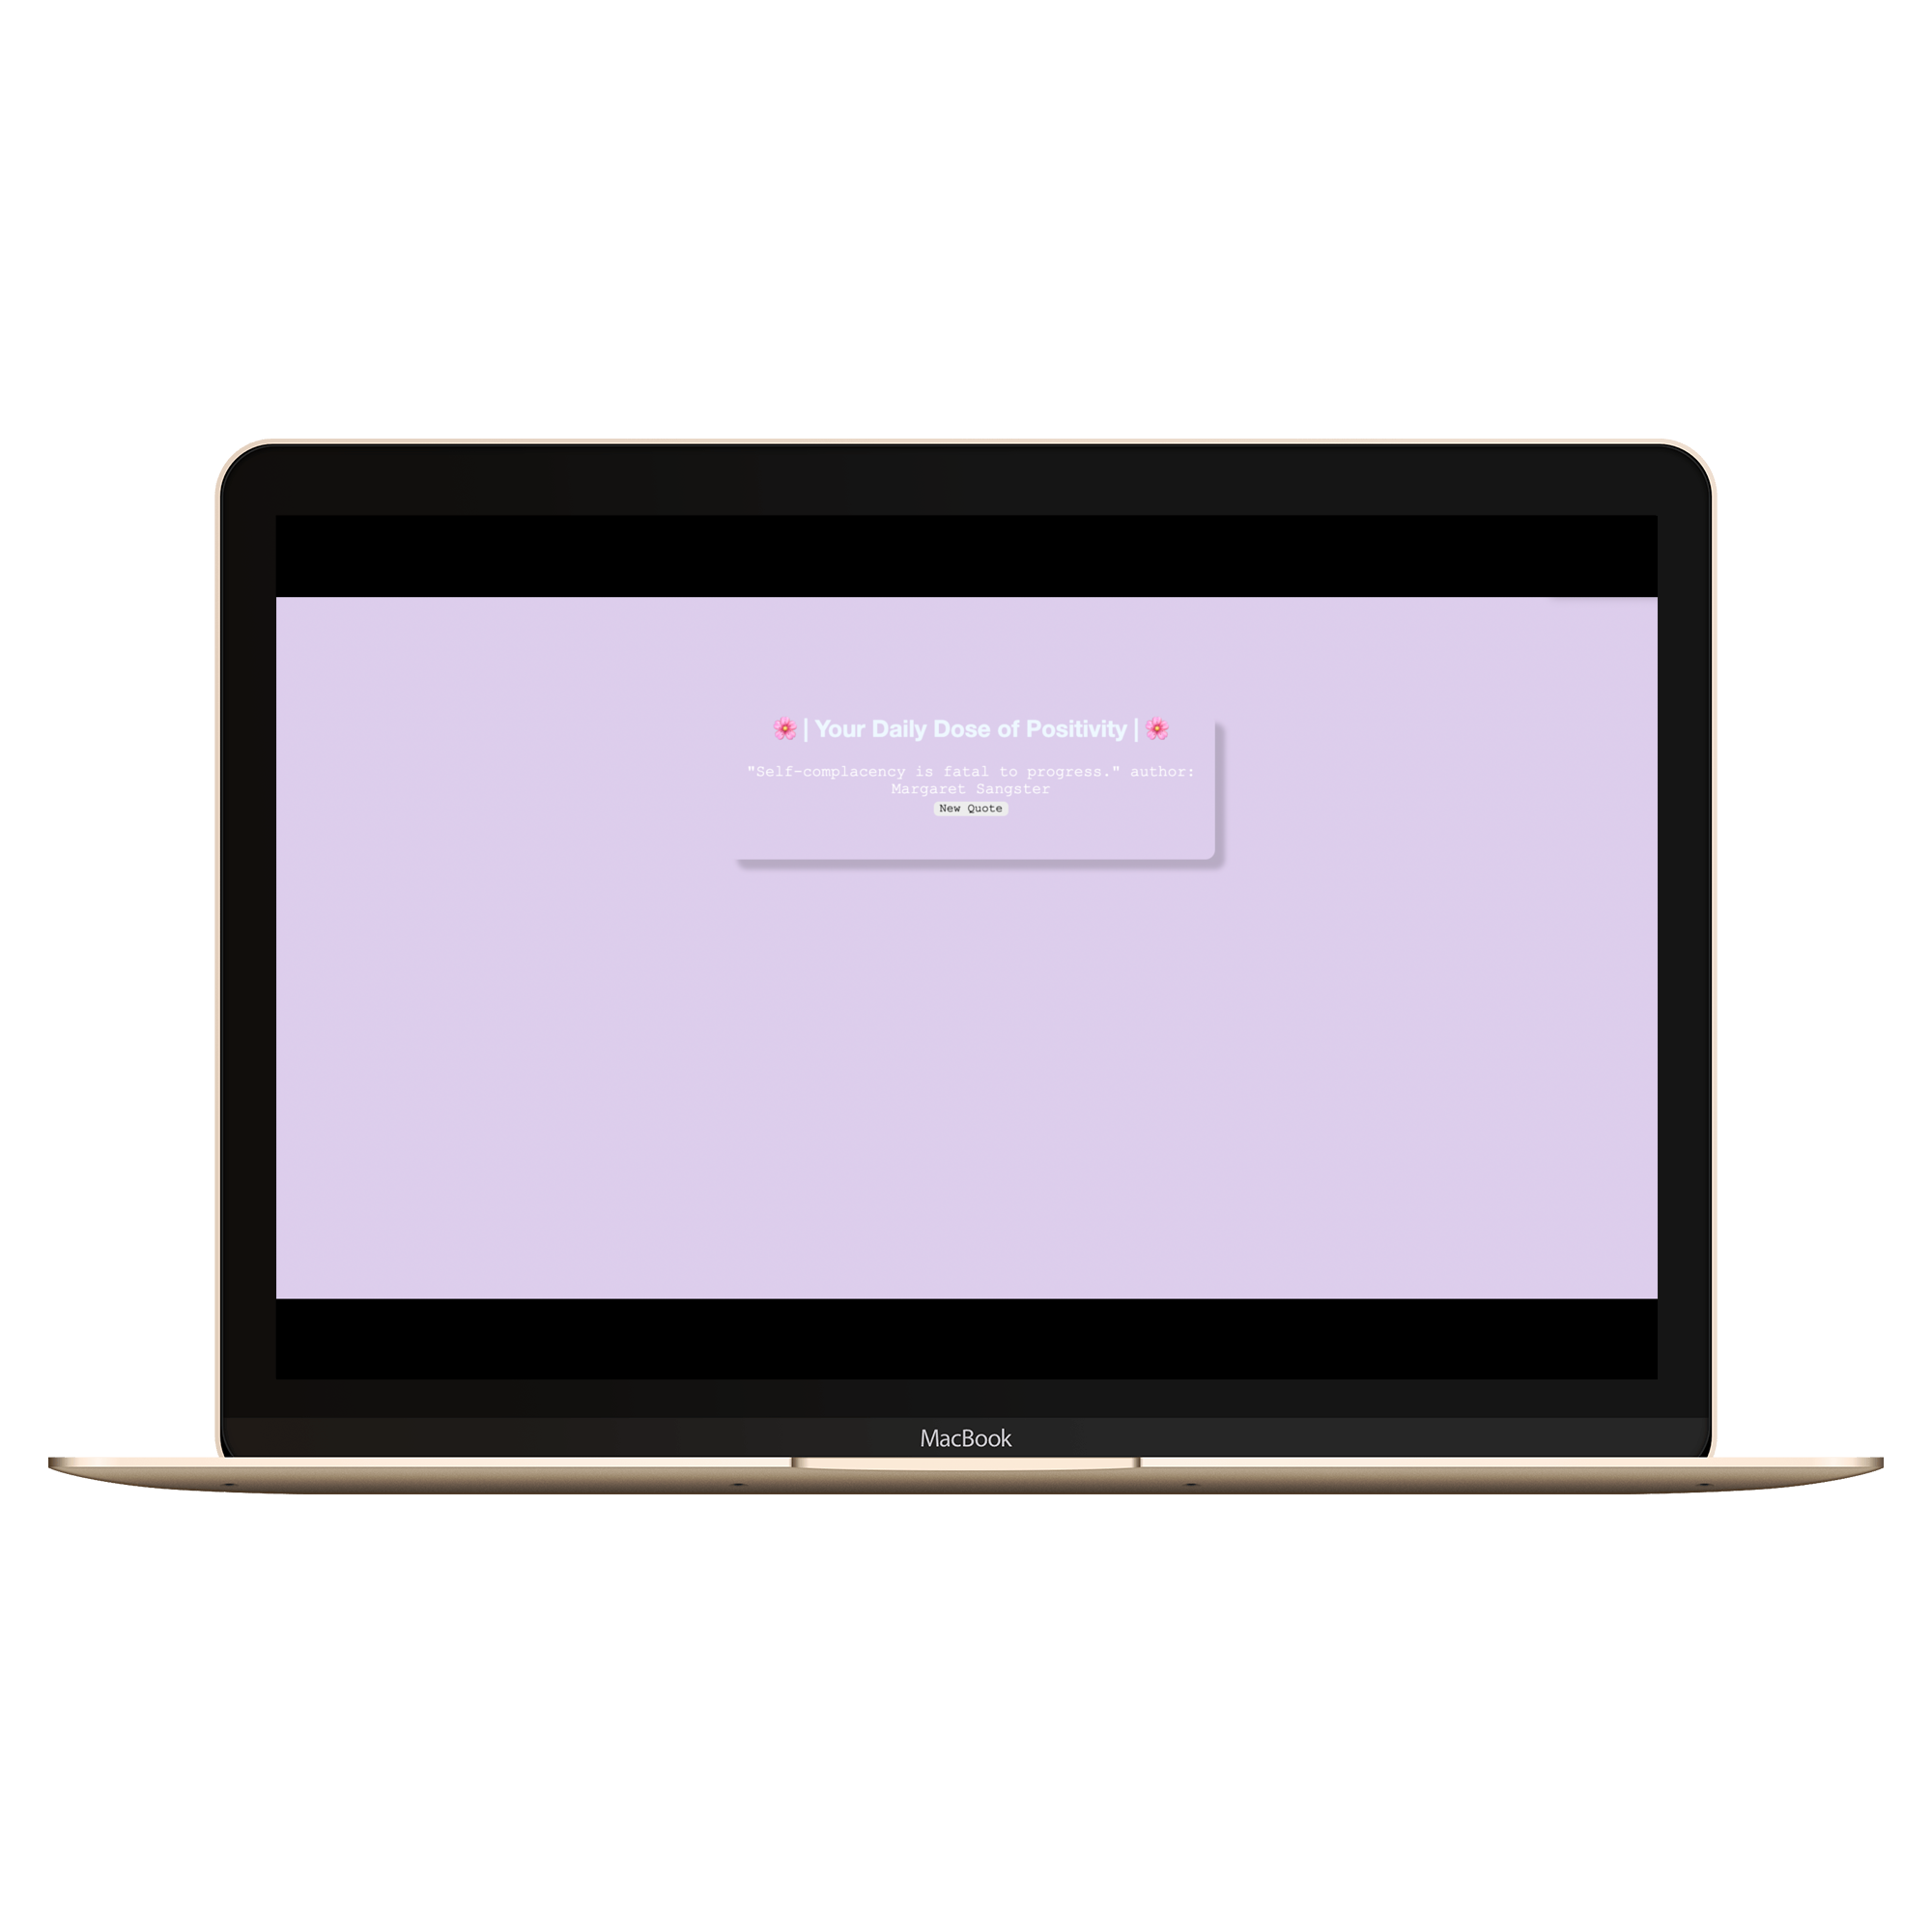 🌸 | Your Daily Dose of Positivity | 🌸
"Self-complacency is fatal to progress." author:
Margaret Sangster
New Quote
MacBook